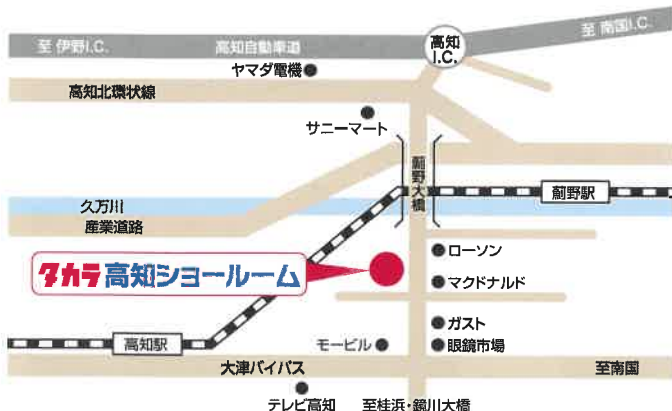 至 伊野I.C.
高知自動車道
高知
I.C.
至 南国I.C.
ヤマダ電機
高知北環状線
サニーマート
薊野大橋
久万川
産業道路
薊野駅
ローソン
タカラ 高知ショールーム
マクドナルド
ガスト
高知駅
モービル
眼鏡市場
大津バイパス
至南国
テレビ高知
至桂浜・鏡川大橋